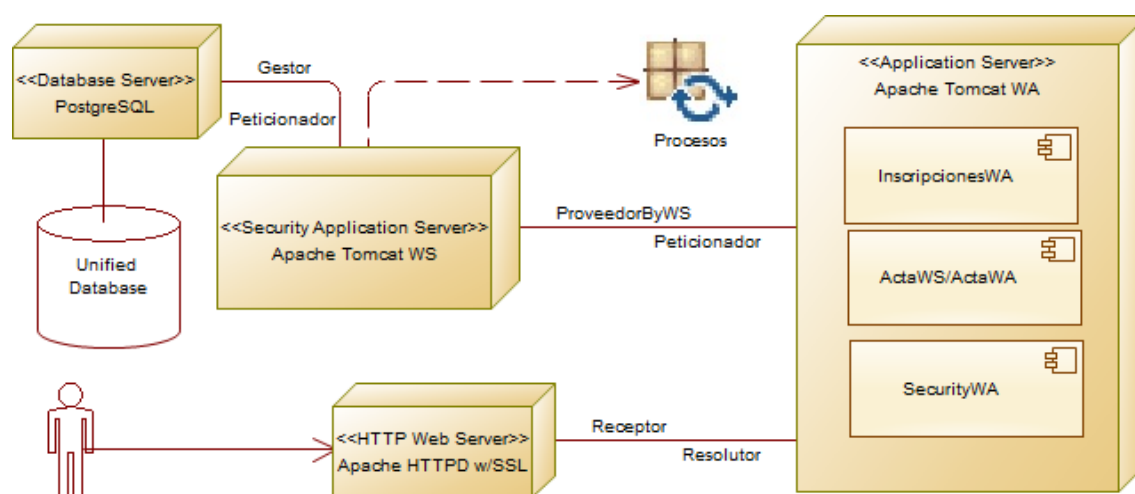 <<Database Server>>
PostgreSQL
Gestor
Peticionador
Procesos
<<Application Server>>
Apache Tomcat WA
InscripcionesWA
ActaWS/ActaWA
SecurityWA
<<Security Application Server>>
Apache Tomcat WS
ProveedorByWS
Peticionador
Unified
Database
<<HTTP Web Server>>
Apache HTTPD w/SSL
Receptor
Resolutor